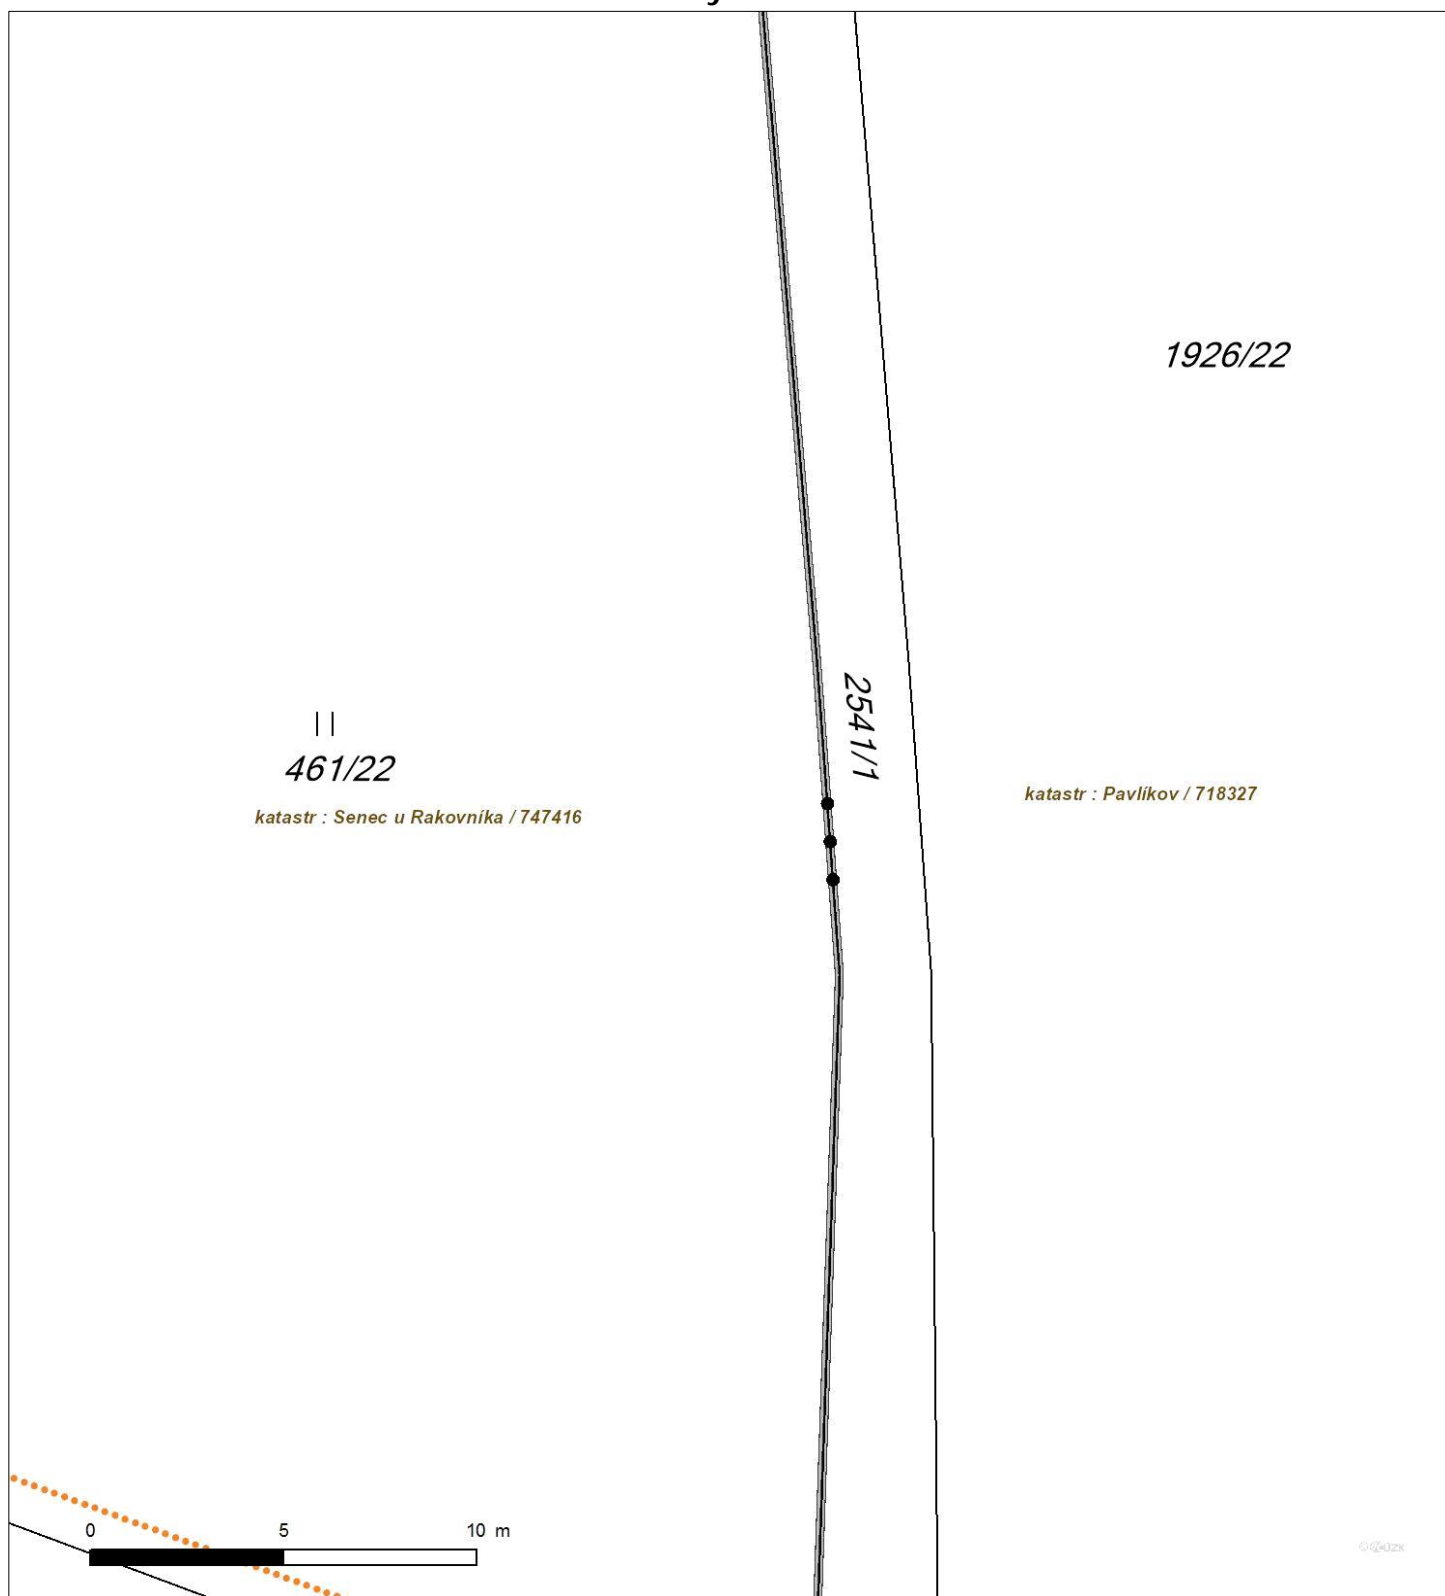 1926/22
2541/1
461/22
katastr : Pavlíkov / 718327
katastr : Senec u Rakovníka / 747416
0 5 10 m